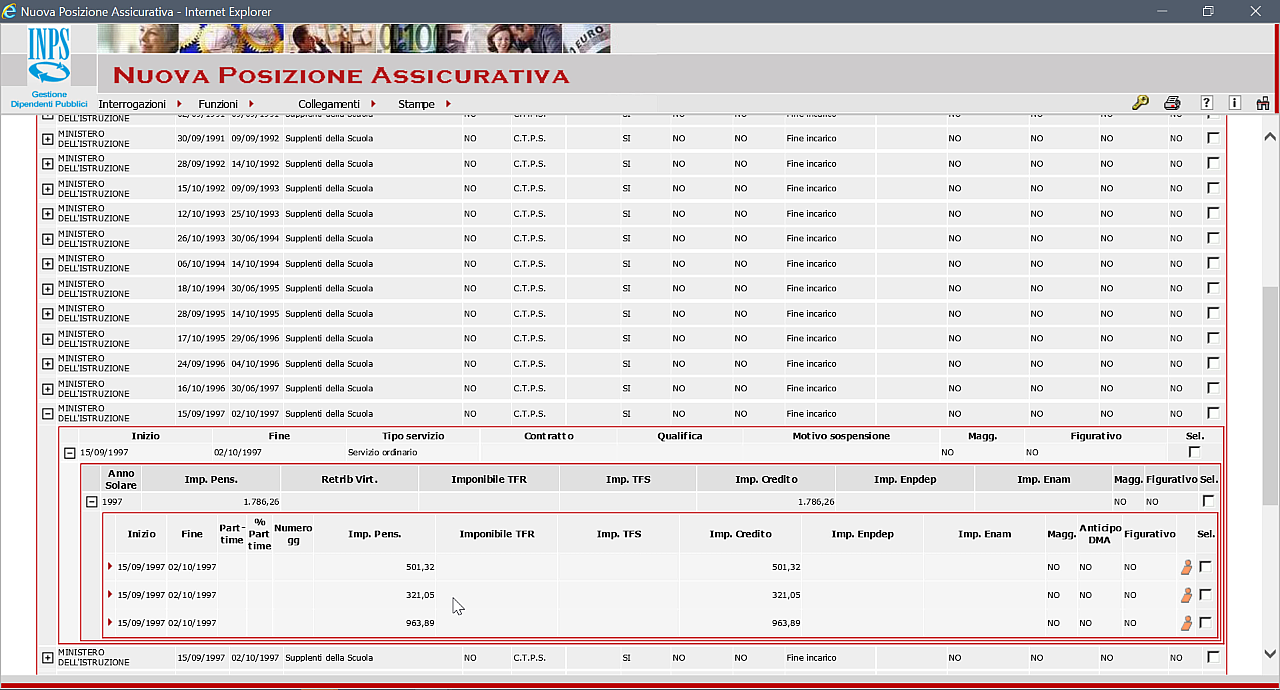 Nuova Posizione Assicurativa - Internet Explorer
INPS
Gestione
Dipendenti Pubblici
EURO
NUOVA POSIZIONE ASSICURATIVA
Interrogazioni Funzioni Collegamenti Stampe ? i
DELL'ISTRUZIONE
MINISTERO
DELL'ISTRUZIONE 30/09/1991 09/09/1992 Supplenti della Scuola NO C.T.P.S. SI NO NO Fine incarico NO NO NO NO
MINISTERO
DELL'ISTRUZIONE 28/09/1992 14/10/1992 Supplenti della Scuola NO C.T.P.S. SI NO NO Fine incarico NO NO NO NO
MINISTERO
DELL'ISTRUZIONE 15/10/1992 09/09/1993 Supplenti della Scuola NO C.T.P.S. SI NO NO Fine incarico NO NO NO NO
MINISTERO
DELL'ISTRUZIONE 12/10/1993 25/10/1993 Supplenti della Scuola NO C.T.P.S. SI NO NO Fine incarico NO NO NO NO
MINISTERO
DELL'ISTRUZIONE 26/10/1993 30/06/1994 Supplenti della Scuola NO C.T.P.S. SI NO NO Fine incarico NO NO NO NO
MINISTERO
DELL'ISTRUZIONE 06/10/1994 14/10/1994 Supplenti della Scuola NO C.T.P.S. SI NO NO Fine incarico NO NO NO NO
MINISTERO
DELL'ISTRUZIONE 18/10/1994 30/06/1995 Supplenti della Scuola NO C.T.P.S. SI NO NO Fine incarico NO NO NO NO
MINISTERO
DELL'ISTRUZIONE 28/09/1995 14/10/1995 Supplenti della Scuola NO C.T.P.S. SI NO NO Fine incarico NO NO NO NO
MINISTERO
DELL'ISTRUZIONE 17/10/1995 29/06/1996 Supplenti della Scuola NO C.T.P.S. SI NO NO Fine incarico NO NO NO NO
MINISTERO
DELL'ISTRUZIONE 24/09/1996 04/10/1996 Supplenti della Scuola NO C.T.P.S. SI NO NO Fine incarico NO NO NO NO
MINISTERO
DELL'ISTRUZIONE 16/10/1996 30/06/1997 Supplenti della Scuola NO C.T.P.S. SI NO NO Fine incarico NO NO NO NO
MINISTERO
DELL'ISTRUZIONE 15/09/1997 02/10/1997 Supplenti della Scuola NO C.T.P.S. SI NO NO Fine incarico NO NO NO NO
Inizio Fine Tipo servizio Contratto Qualifica Motivo sospensione Magg. Figurativo Sel.
15/09/1997 02/10/1997 Servizio ordinario NO NO
Anno
Solare Imp. Pens. Retrib Virt. Imponibile TFR Imp. TFS Imp. Credito Imp. Enpdep Imp. Enam Magg. Figurativo Sel.
1997 1.786,26 1.786,26 NO NO
Inizio Fine Part-
time %
Part
time Numero
gg Imp. Pens. Imponibile TFR Imp. TFS Imp. Credito Imp. Enpdep Imp. Enam Magg. Anticipo
DMA Figurativo Sel.
15/09/1997 02/10/1997 501,32 501,32 NO NO NO
15/09/1997 02/10/1997 321,05 321,05 NO NO NO
15/09/1997 02/10/1997 963,89 963,89 NO NO NO
MINISTERO
DELL'ISTRUZIONE 15/09/1997 02/10/1997 Supplenti della Scuola NO C.T.P.S. SI NO NO Fine incarico NO NO NO NO